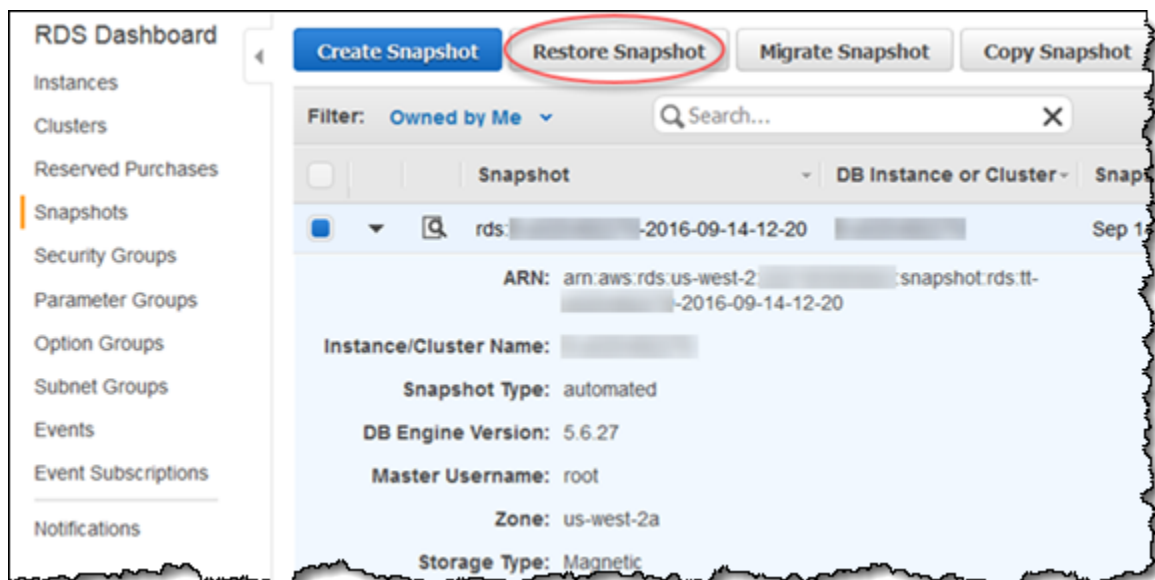 RDS Dashboard
Instances
Clusters
Reserved Purchases
Snapshots
Security Groups
Parameter Groups
Option Groups
Subnet Groups
Events
Event Subscriptions
Notifications
Create Snapshot Restore Snapshot Migrate Snapshot Copy Snapshot
Filter: Owned by Me Search...
Snapshot DB Instance or Cluster Snaps
rds: -2016-09-14-12-20 Sep 1
ARN: arn:aws:rds:us-west-2: :snapshot:rds:tt-
-2016-09-14-12-20
Instance/Cluster Name:
Snapshot Type: automated
DB Engine Version: 5.6.27
Master Username: root
Zone: us-west-2a
Storage Type: Magnetic